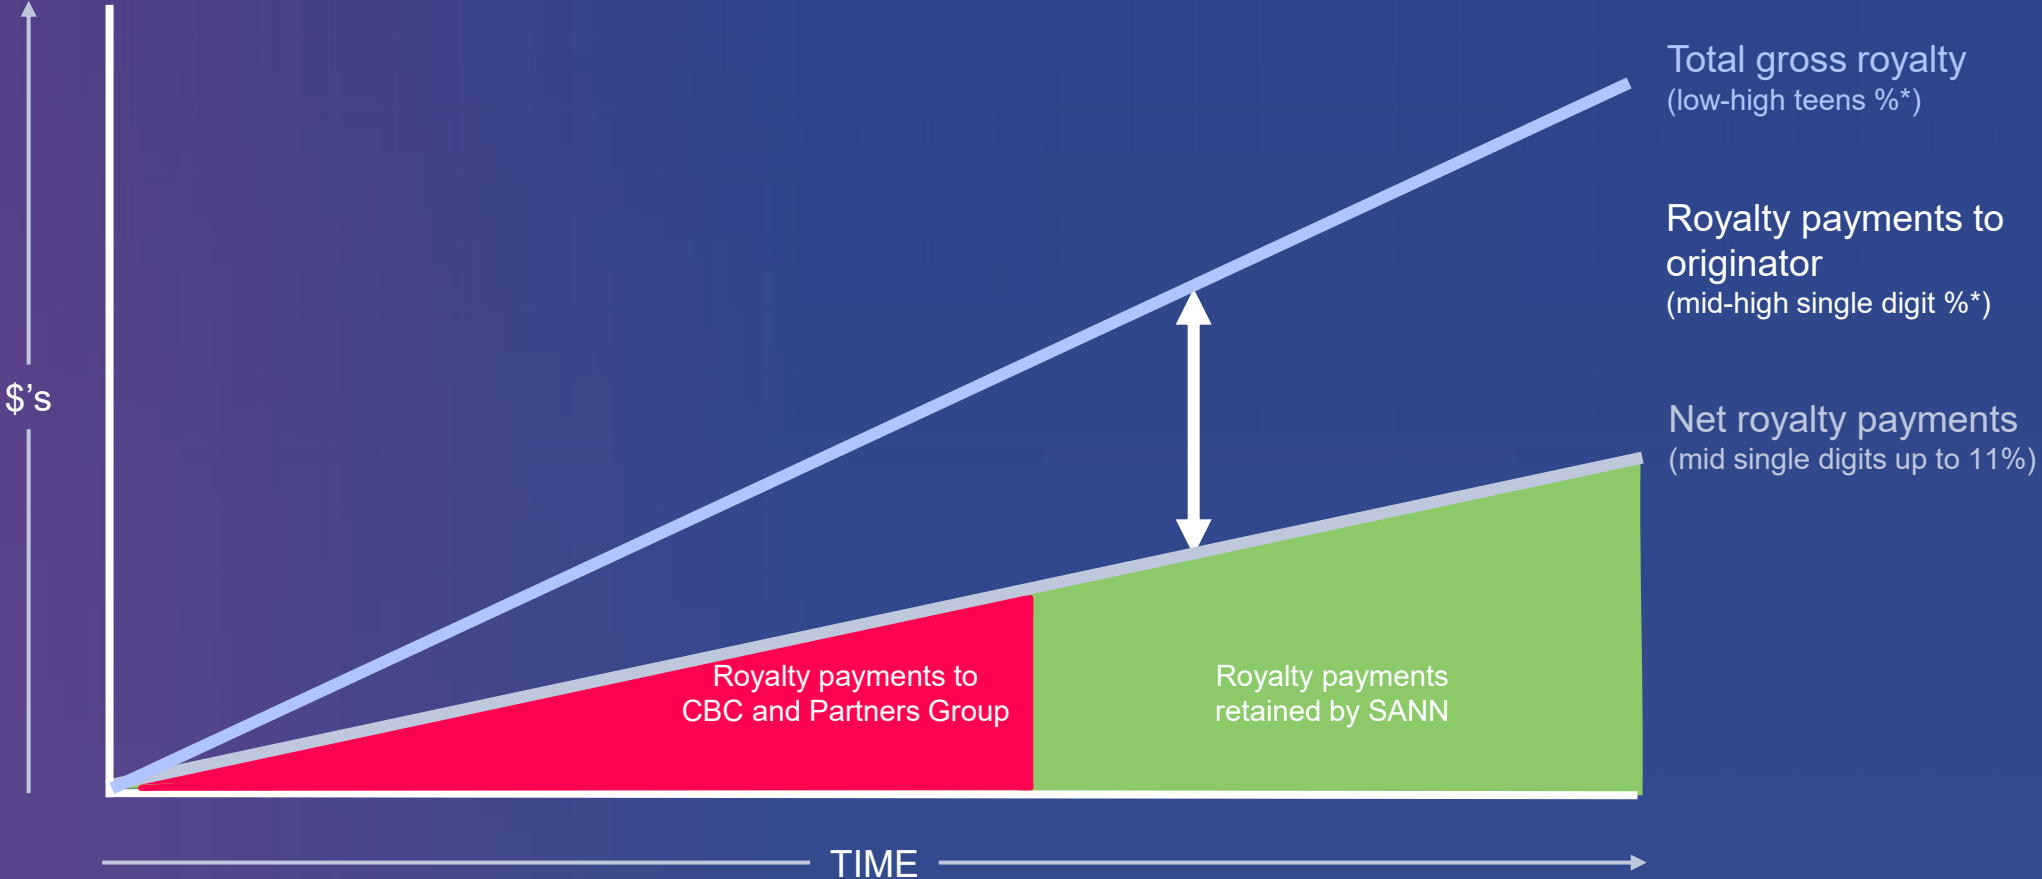 Total gross royalty
(low-high teens %*)
Royalty payments to
originator
(mid-high single digit %*)
$’s
Net royalty payments
(mid single digits up to 11%)
Royalty payments to
CBC and Partners Group
Royalty payments
retained by SANN
TIME